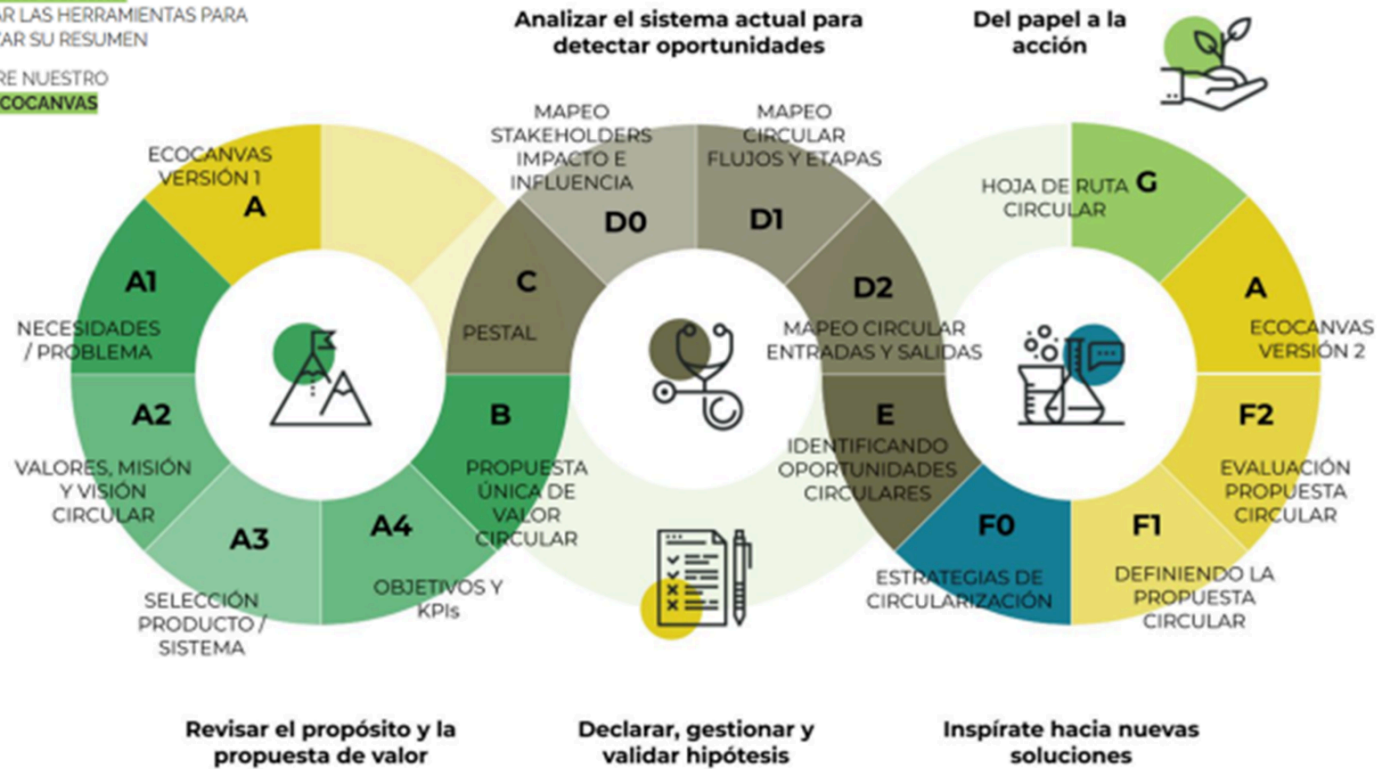 AR LAS HERRAMIENTAS PARA
AR SU RESUMEN
RE NUESTRO
COCANVAS
Analizar el sistema actual para
detectar oportunidades
Del papel a la
acción
ECOCANVAS
VERSIÓN 1
A
A1
NECESIDADES
/ PROBLEMA
A2
VALORES, MISIÓN
Y VISIÓN
CIRCULAR
A3
SELECCIÓN
PRODUCTO /
SISTEMA
A4
OBJETIVOS Y
KPIs
B
PROPUESTA
ÚNICA DE
VALOR
CIRCULAR
C
PESTAL
MAPEO
STAKEHOLDERS
IMPACTO E
INFLUENCIA
D0
MAPEO
CIRCULAR
FLUJOS Y ETAPAS
D1
D2
MAPEO CIRCULAR
ENTRADAS Y SALIDAS
E
IDENTIFICANDO
OPORTUNIDADES
CIRCULARES
F0
ESTRATEGIAS DE
CIRCULARIZACIÓN
F1
DEFINIENDO LA
PROPUESTA
CIRCULAR
F2
EVALUACIÓN
PROPUESTA
CIRCULAR
A
ECOCANVAS
VERSIÓN 2
G
HOJA DE RUTA
CIRCULAR
Revisar el propósito y la
propuesta de valor
Declarar, gestionar y
validar hipótesis
Inspírate hacia nuevas
soluciones